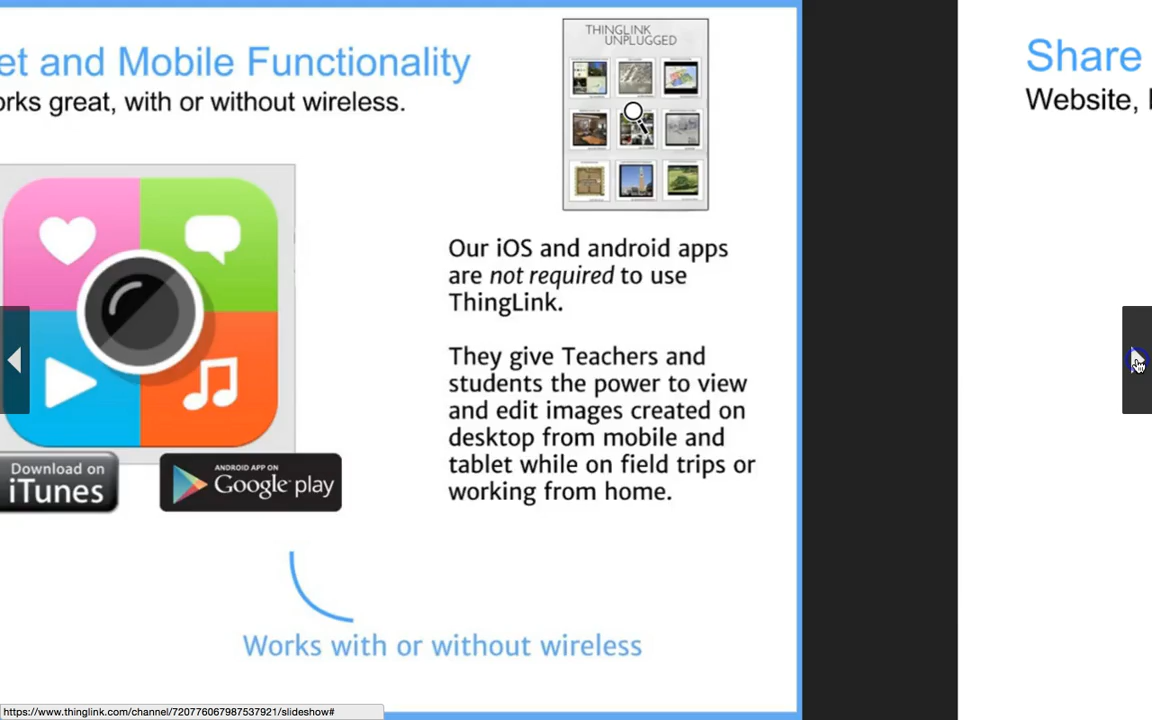 et and Mobile Functionality
orks great, with or without wireless.
THINGLINK
UNPLUGGED
Our iOS and android apps
are not required to use
ThingLink.
They give Teachers and
students the power to view
and edit images created on
desktop from mobile and
tablet while on field trips or
working from home.
Download on
iTunes
ANDROID APP ON
Google play
Works with or without wireless
Share
Website,
https://www.thinglink.com/channel/720776067987537921/slideshow#